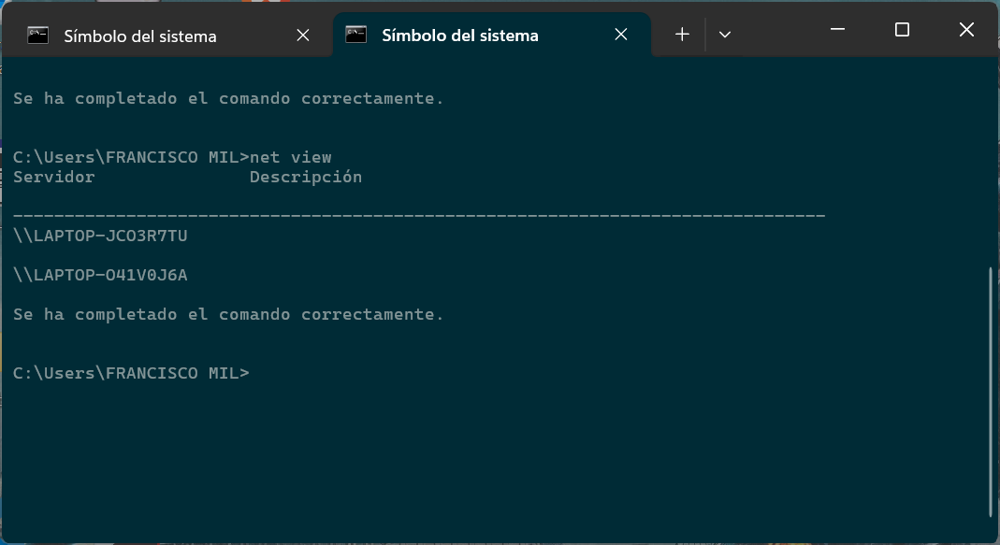 Símbolo del sistema
Símbolo del sistema
Se ha completado el comando correctamente.
C:\Users\FRANCISCO MIL>net view
Servidor Descripción
-------------------------------------------------------------------------------
\\LAPTOP-JCO3R7TU
\\LAPTOP-O41V0J6A
Se ha completado el comando correctamente.
C:\Users\FRANCISCO MIL>